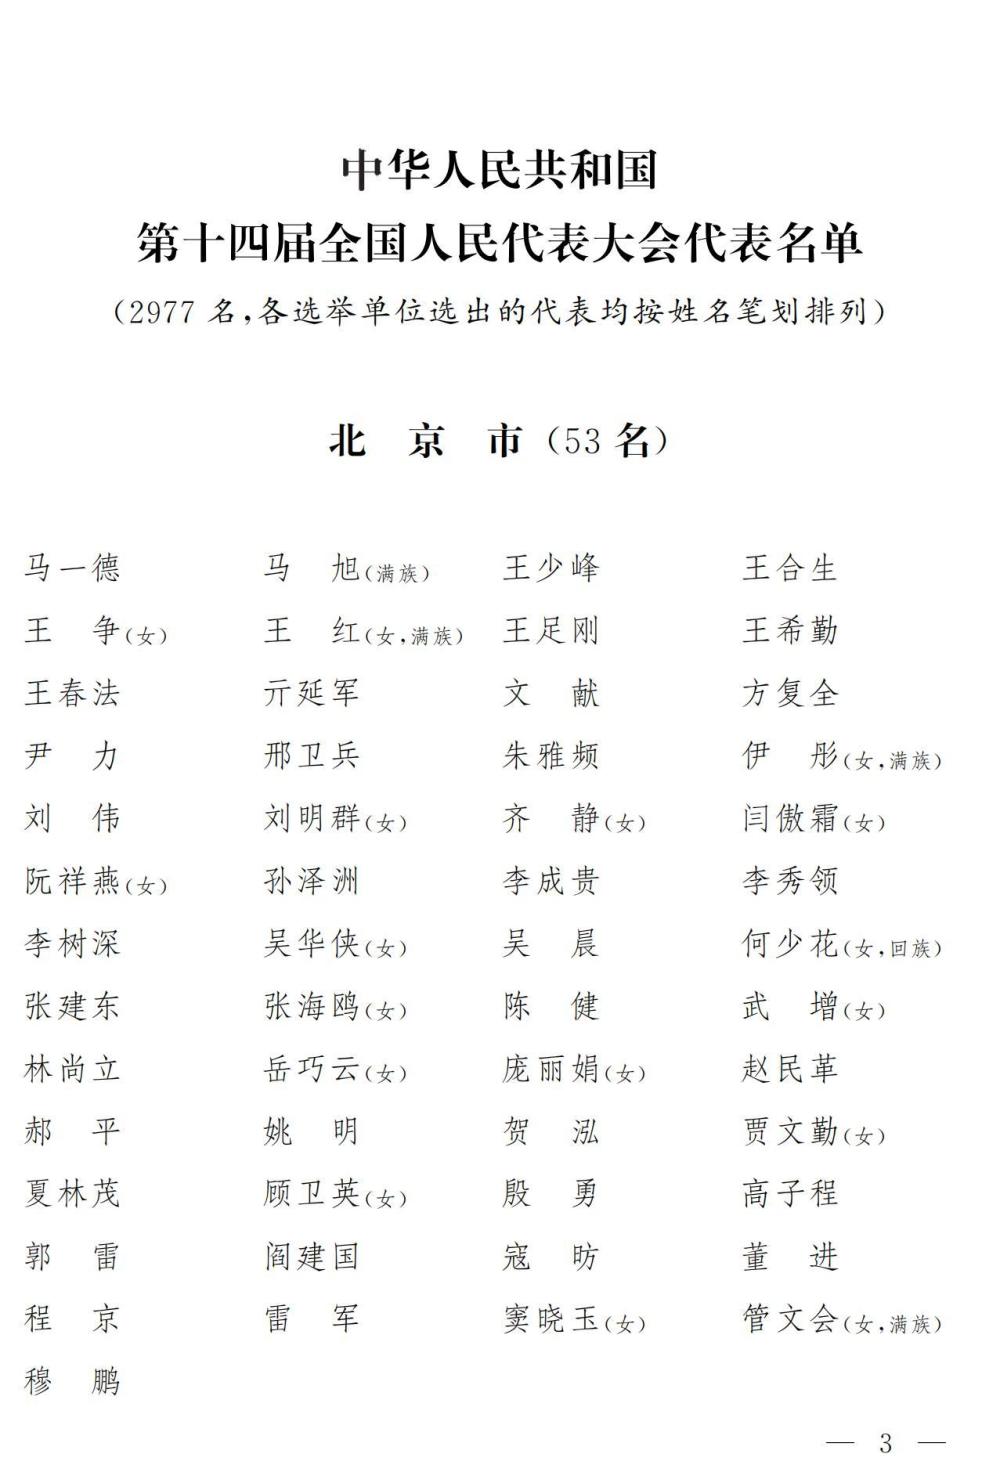 中华人民共和国
第十四届全国人民代表大会代表名单
（2977 名，各选举单位选出的代表均按姓名笔划排列）
北 京 市（53 名）
马一德 马 旭（满族） 王少峰 王合生
王 争（女） 王 红（女，满族） 王足刚 王希勤
王春法 亓延军 文 献 方复全
尹 力 邢卫兵 朱雅频 伊 彤（女，满族）
刘 伟 刘明群（女） 齐 静（女） 闫傲霜（女）
阮祥燕（女） 孙泽洲 李成贵 李秀领
李树深 吴华侠（女） 吴 晨 何少花（女，回族）
张建东 张海鸥（女） 陈 健 武 增（女）
林尚立 岳巧云（女） 庞丽娟（女） 赵民革
郝 平 姚 明 贺 泓 贾文勤（女）
夏林茂 顾卫英（女） 殷 勇 高子程
郭 雷 阎建国 寇 昉 董 进
程 京 雷 军 窦晓玉（女） 管文会（女，满族）
穆 鹏
— 3 —